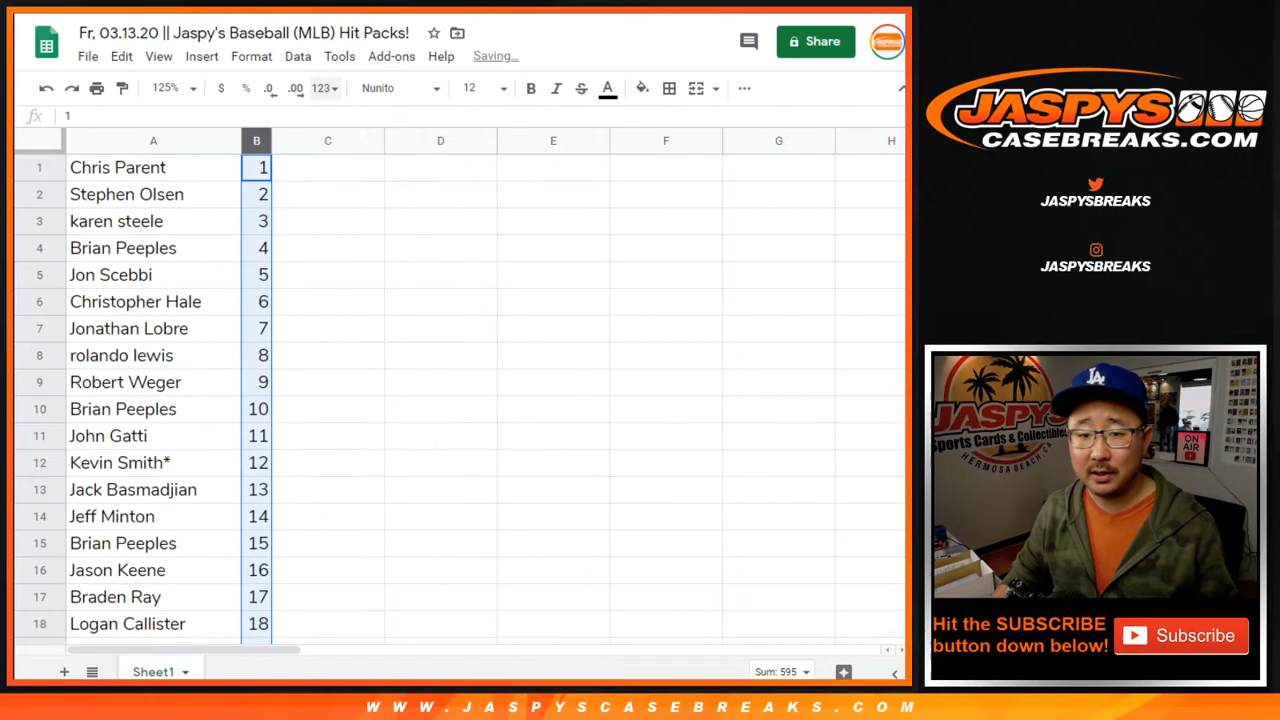 Fr, 03.13.20 || Jaspy's Baseball (MLB) Hit Packs!
File Edit View Insert Format Data Tools Add-ons Help Saving...
Share
125% $ % .0 .00 123 Nunito 12 B I S A
fx 1
A B C D E F G H
1 Chris Parent 1
2 Stephen Olsen 2
3 karen steele 3
4 Brian Peeples 4
5 Jon Scebbi 5
6 Christopher Hale 6
7 Jonathan Lobre 7
8 rolando lewis 8
9 Robert Weger 9
10 Brian Peeples 10
11 John Gatti 11
12 Kevin Smith* 12
13 Jack Basmadjian 13
14 Jeff Minton 14
15 Brian Peeples 15
16 Jason Keene 16
17 Braden Ray 17
18 Logan Callister 18
Sheet1
Sum: 595
JASPYS
CASEBREAKS.COM
JASPYSBREAKS
JASPYSBREAKS
LA
JASPYS
Sports Cards & Collectibles
HERMOSA BEACH, CA
ON AIR
Hit the SUBSCRIBE
button down below!
Subscribe
WWW.JASPYSCASEBREAKS.COM